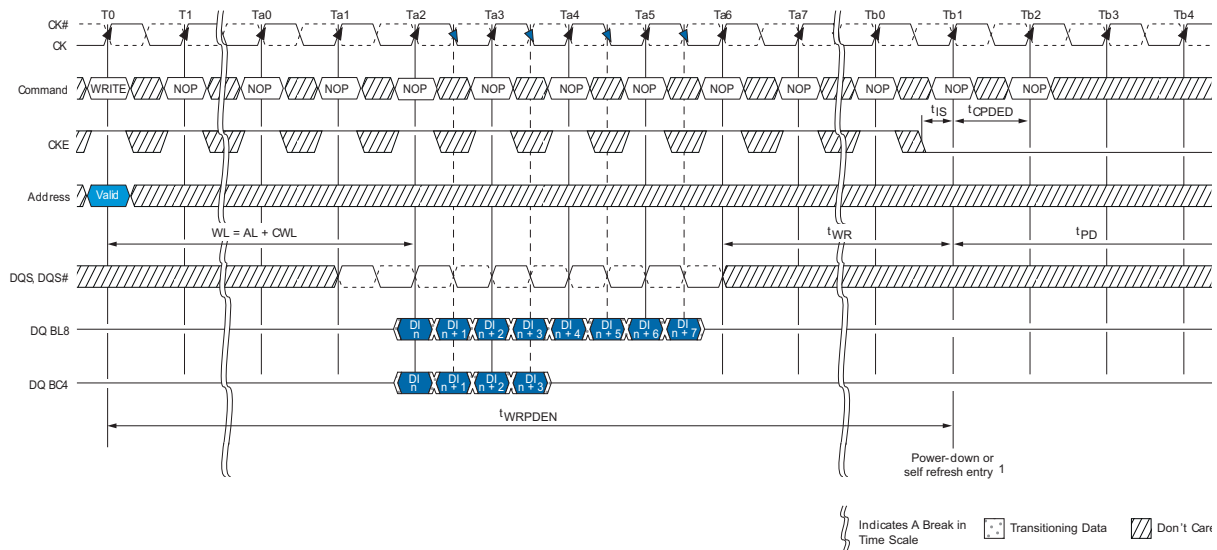 T0 T1 Ta0 Ta1 Ta2 Ta3 Ta4 Ta5 Ta6 Ta7 Tb0 Tb1 Tb2 Tb3 Tb4
CK#
CK
Command WRITE NOP NOP NOP NOP NOP NOP NOP NOP NOP NOP NOP NOP
tIS tCPDED
CKE
Address Valid
WL = AL + CWL tWR tPD
DQS, DQS#
DQ BL8 DI n DI n + 1 DI n + 2 DI n + 3 DI n + 4 DI n + 5 DI n + 6 DI n + 7
DQ BC4 DI n DI n + 1 DI n + 2 DI n + 3
tWRPDEN
Power-down or
self refresh entry 1
Indicates A Break in
Time Scale
Transitioning Data
Don't Care